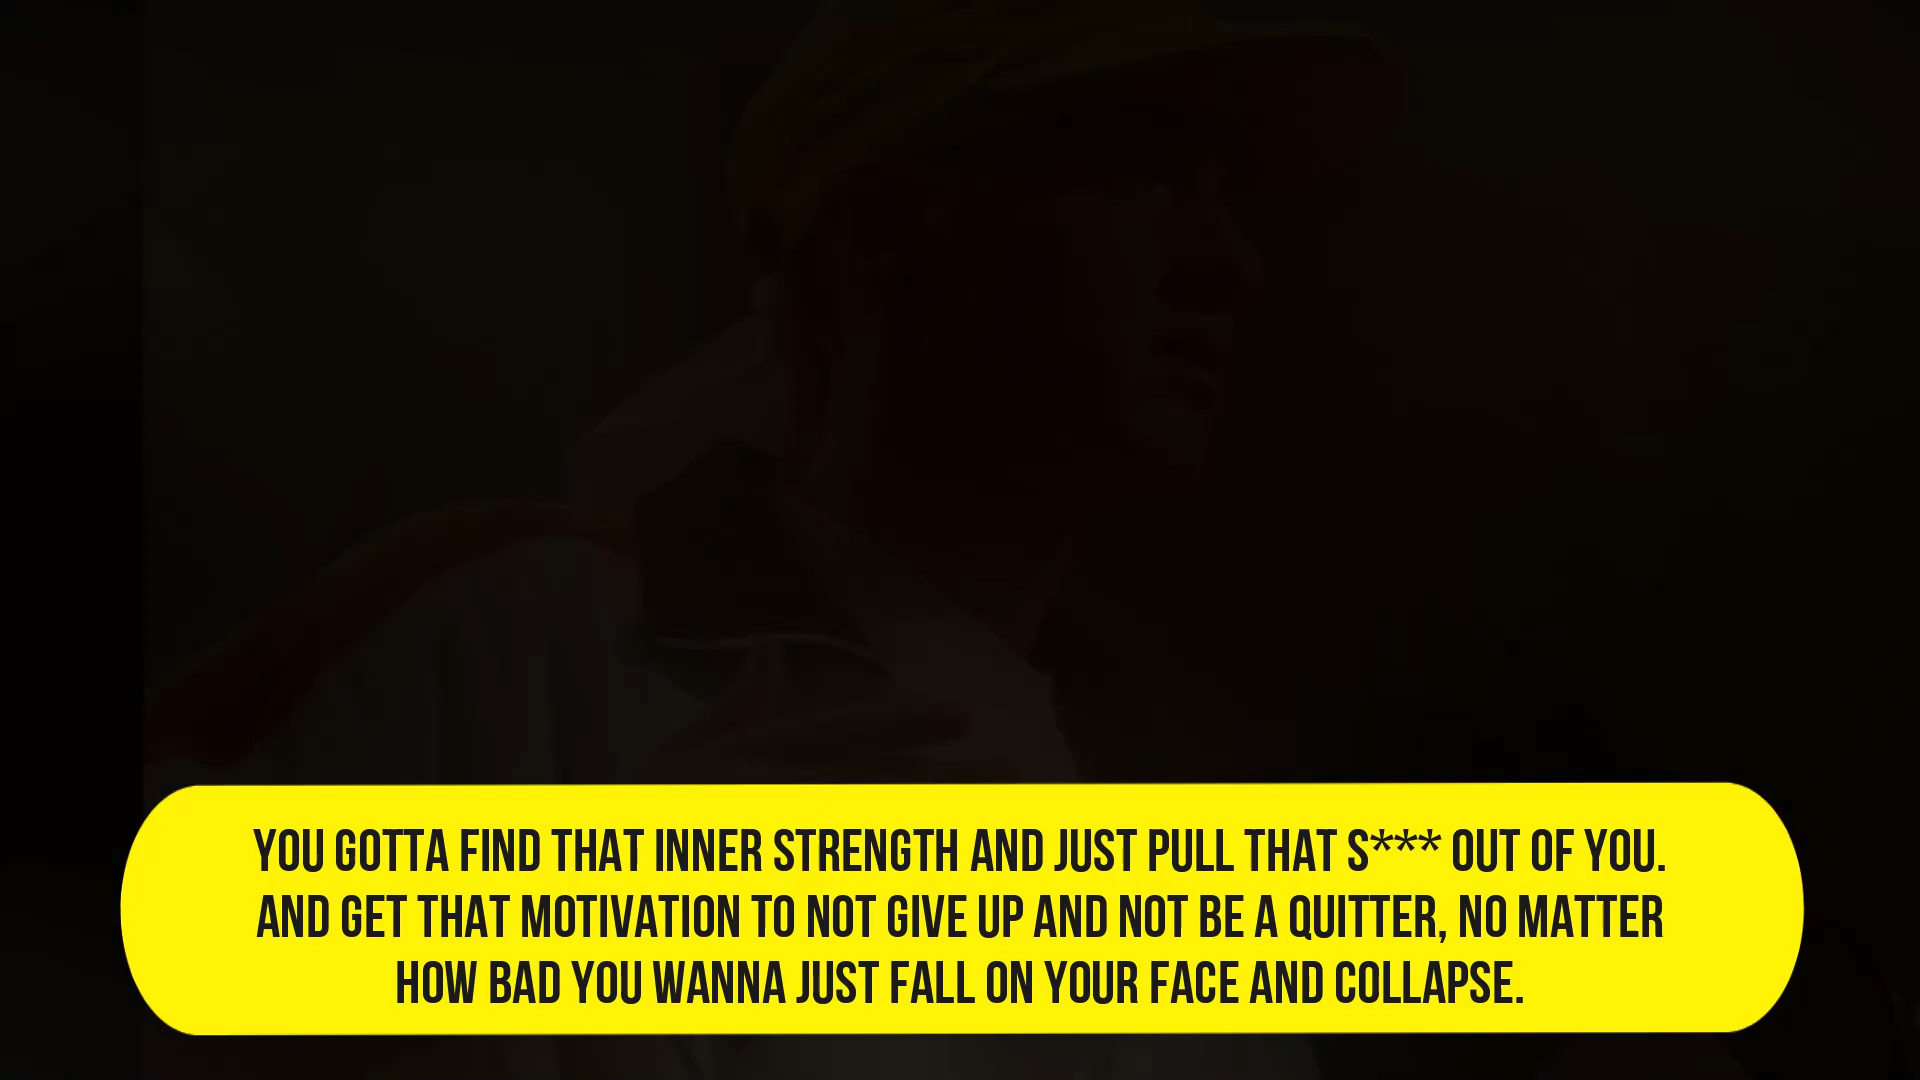 YOU GOTTA FIND THAT INNER STRENGTH AND JUST PULL THAT S*** OUT OF YOU.
AND GET THAT MOTIVATION TO NOT GIVE UP AND NOT BE A QUITTER, NO MATTER
HOW BAD YOU WANNA JUST FALL ON YOUR FACE AND COLLAPSE.